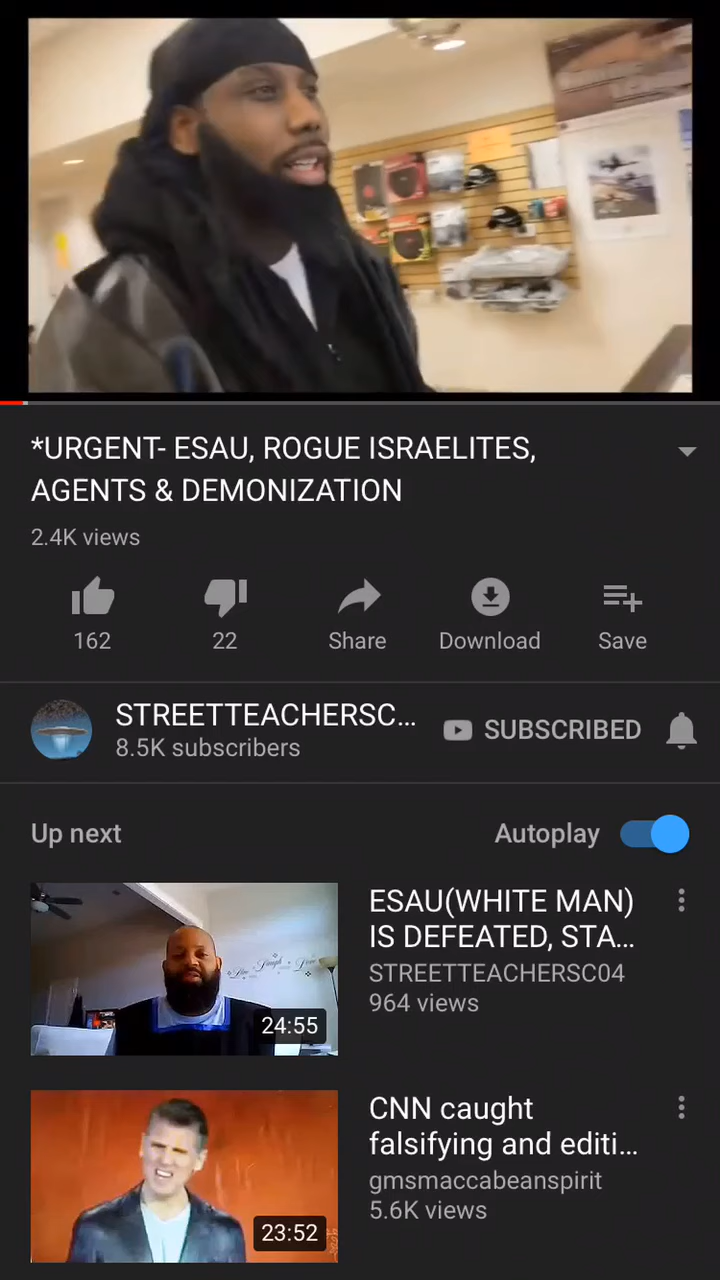 *URGENT- ESAU, ROGUE ISRAELITES,
AGENTS & DEMONIZATION
2.4K views
162
22
Share
Download
Save
STREETTEACHERSC...
8.5K subscribers
SUBSCRIBED
Up next
Autoplay
ESAU(WHITE MAN)
IS DEFEATED, STA...
STREETTEACHERSC04
964 views
24:55
CNN caught
falsifying and editi...
gmsmaccabeanspirit
5.6K views
23:52